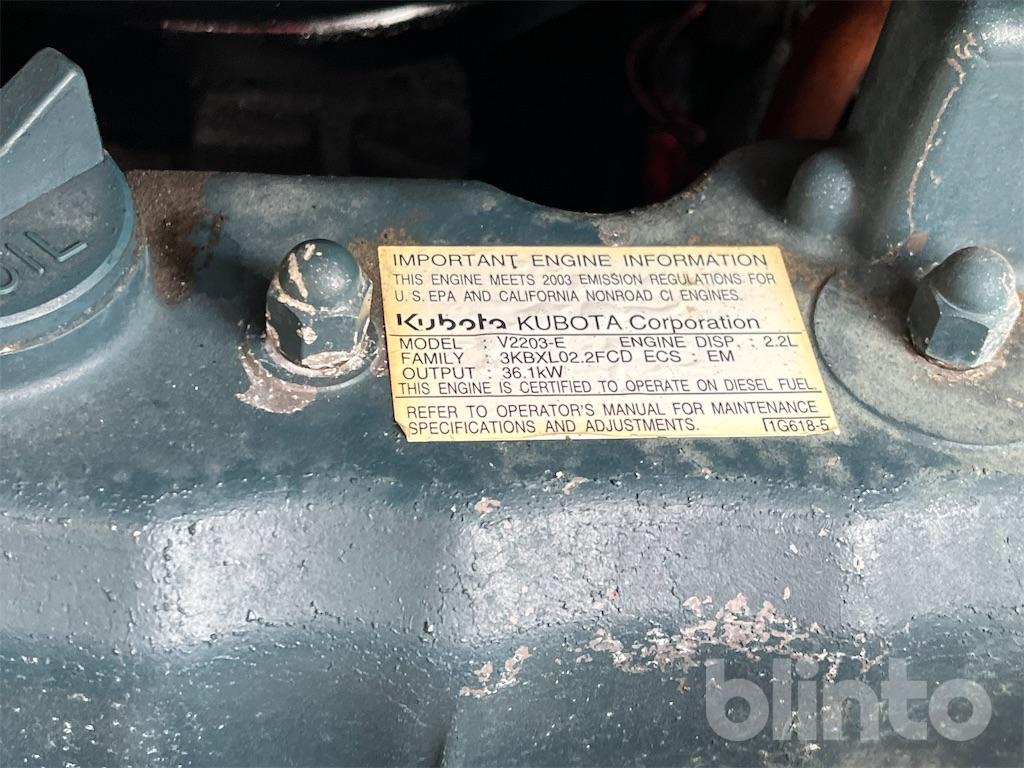 OIL
IMPORTANT ENGINE INFORMATION
THIS ENGINE MEETS 2003 EMISSION REGULATIONS FOR
U.S. EPA AND CALIFORNIA NONROAD CI ENGINES.
Kubota KUBOTA Corporation
MODEL : V2203-E ENGINE DISP. : 2.2L
FAMILY : 3KBXL02.2FCD ECS : EM
OUTPUT : 36.1kW
THIS ENGINE IS CERTIFIED TO OPERATE ON DIESEL FUEL.
REFER TO OPERATOR'S MANUAL FOR MAINTENANCE
SPECIFICATIONS AND ADJUSTMENTS. 1G618-5
blinto